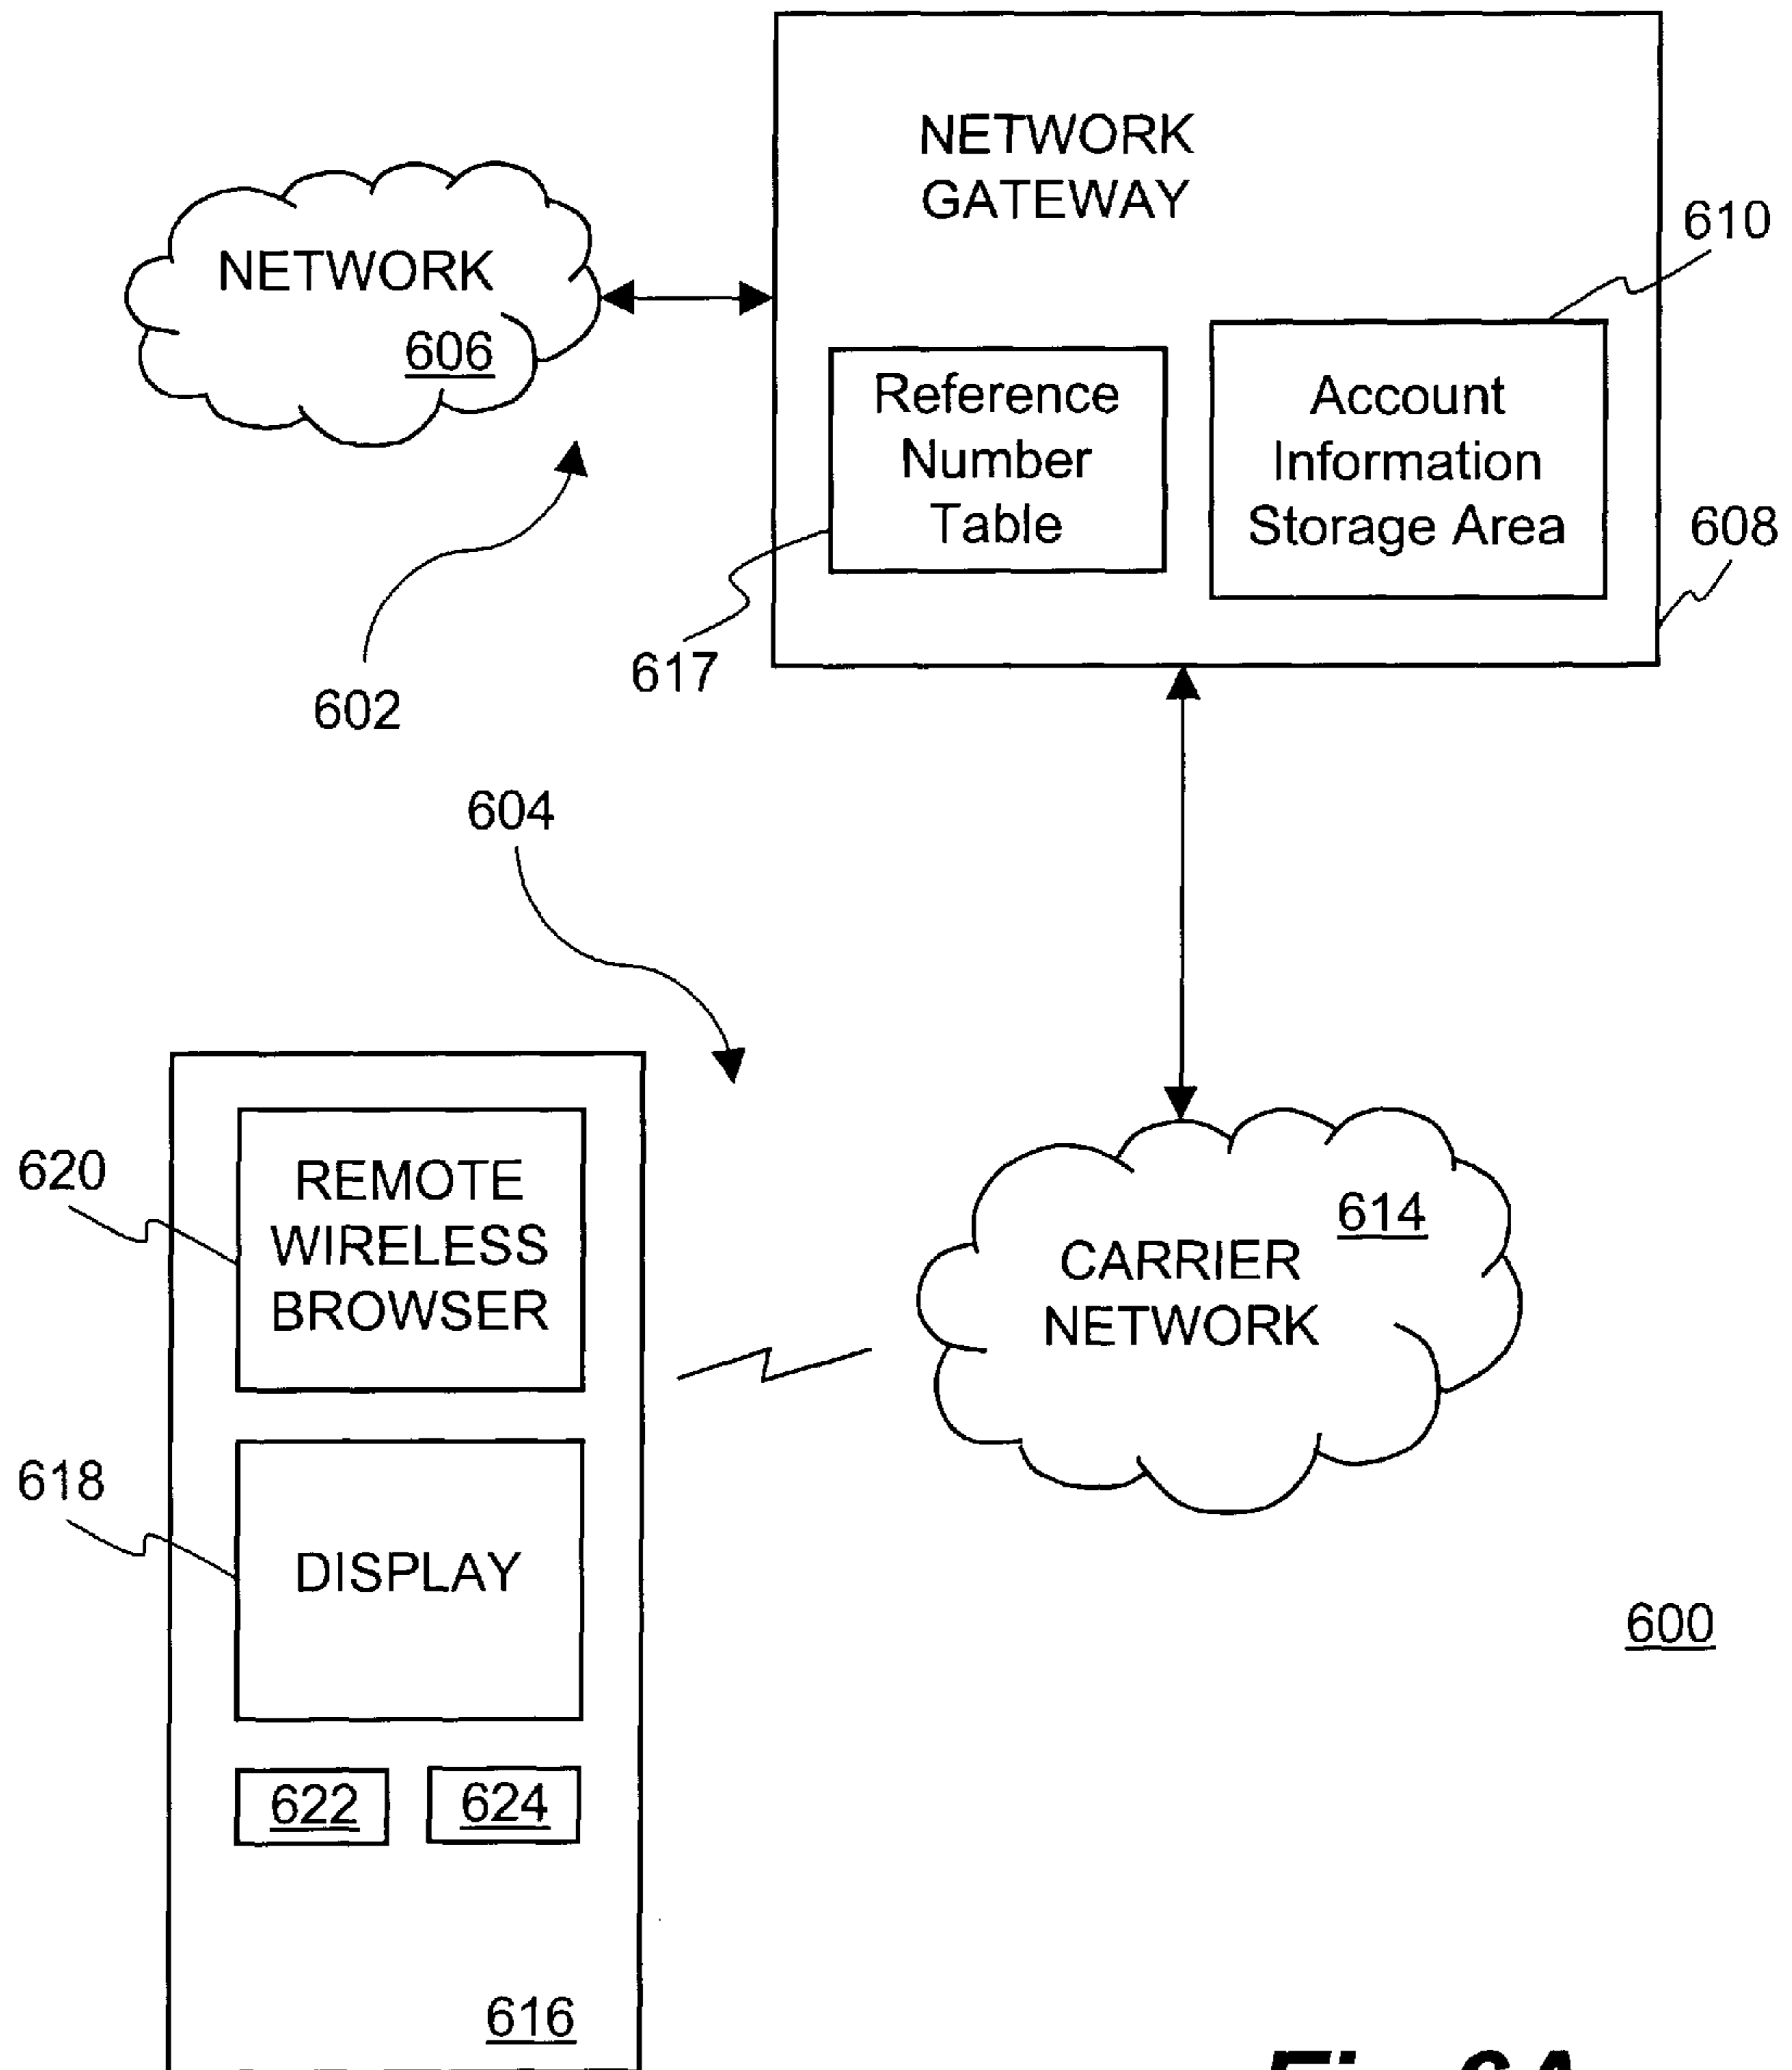 NETWORK
GATEWAY
610
NETWORK
606
Reference
Number
Table
Account
Information
Storage Area
608
617
602
604
620
REMOTE
WIRELESS
BROWSER
614
CARRIER
NETWORK
618
DISPLAY
600
622
624
616